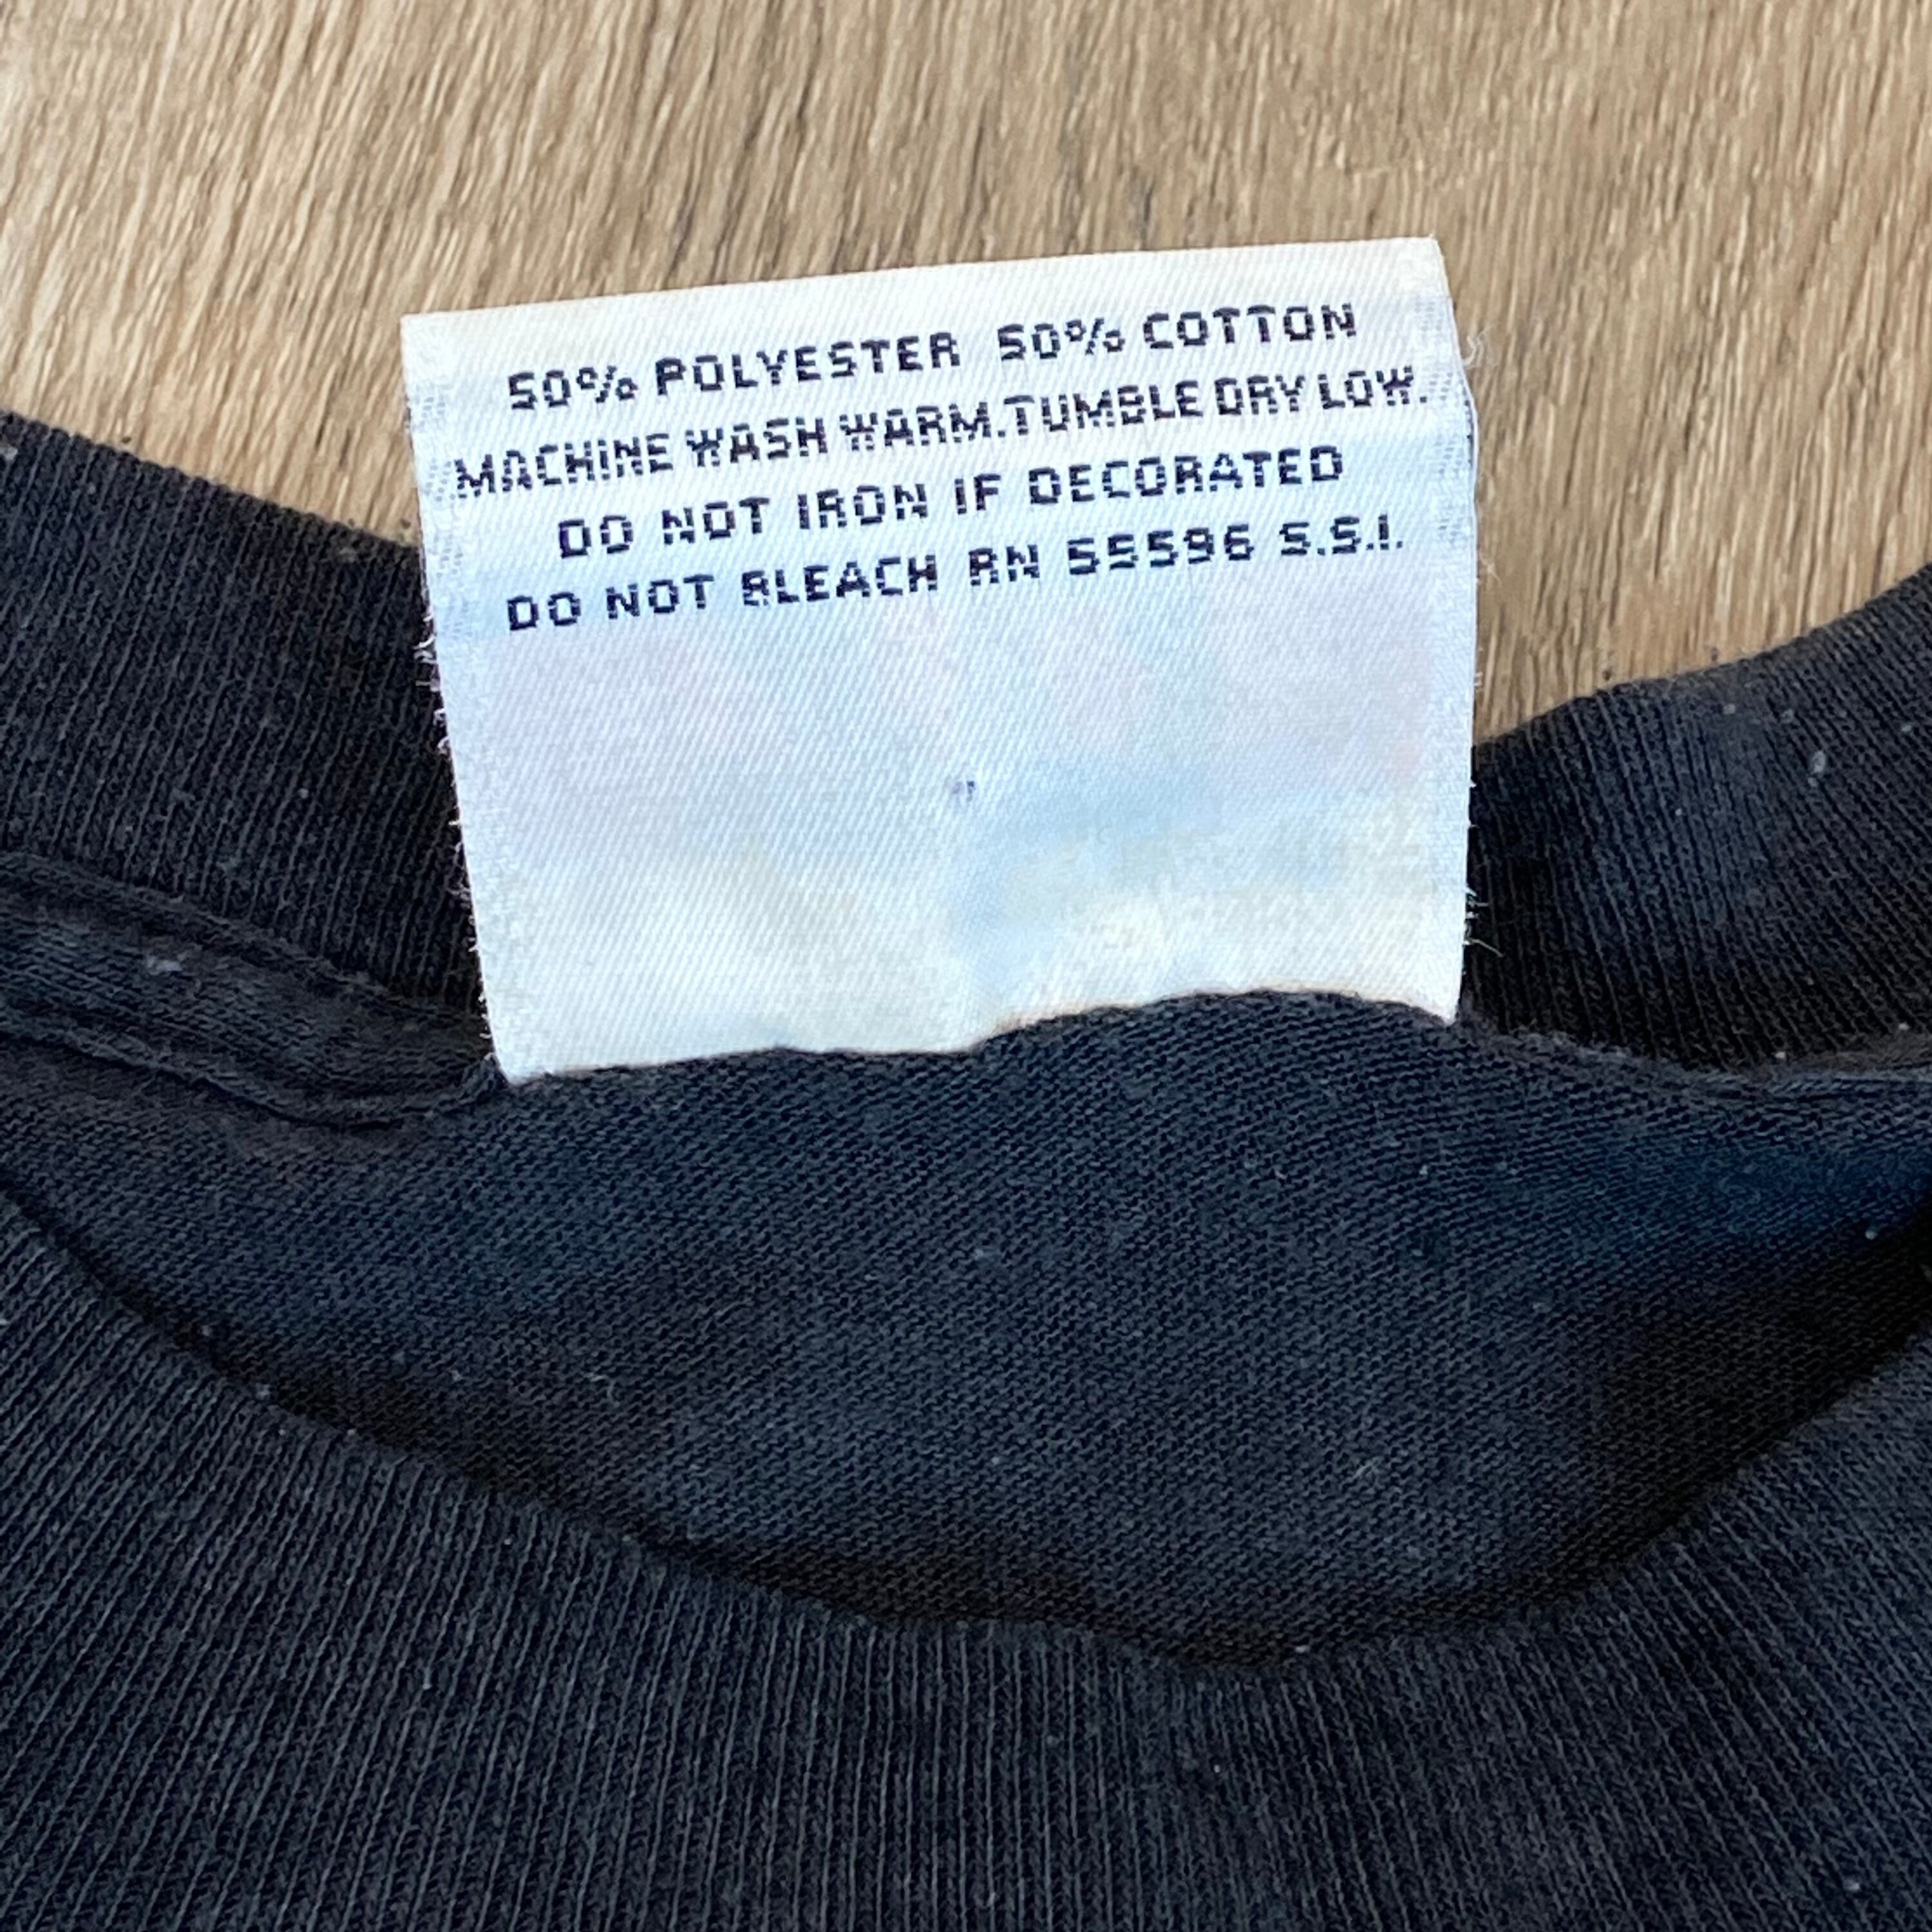 50% POLYESTER 50% COTTON
MACHINE WASH WARM. TUMBLE DRY LOW.
DO NOT IRON IF DECORATED
DO NOT BLEACH RN 55596 S.S.I.